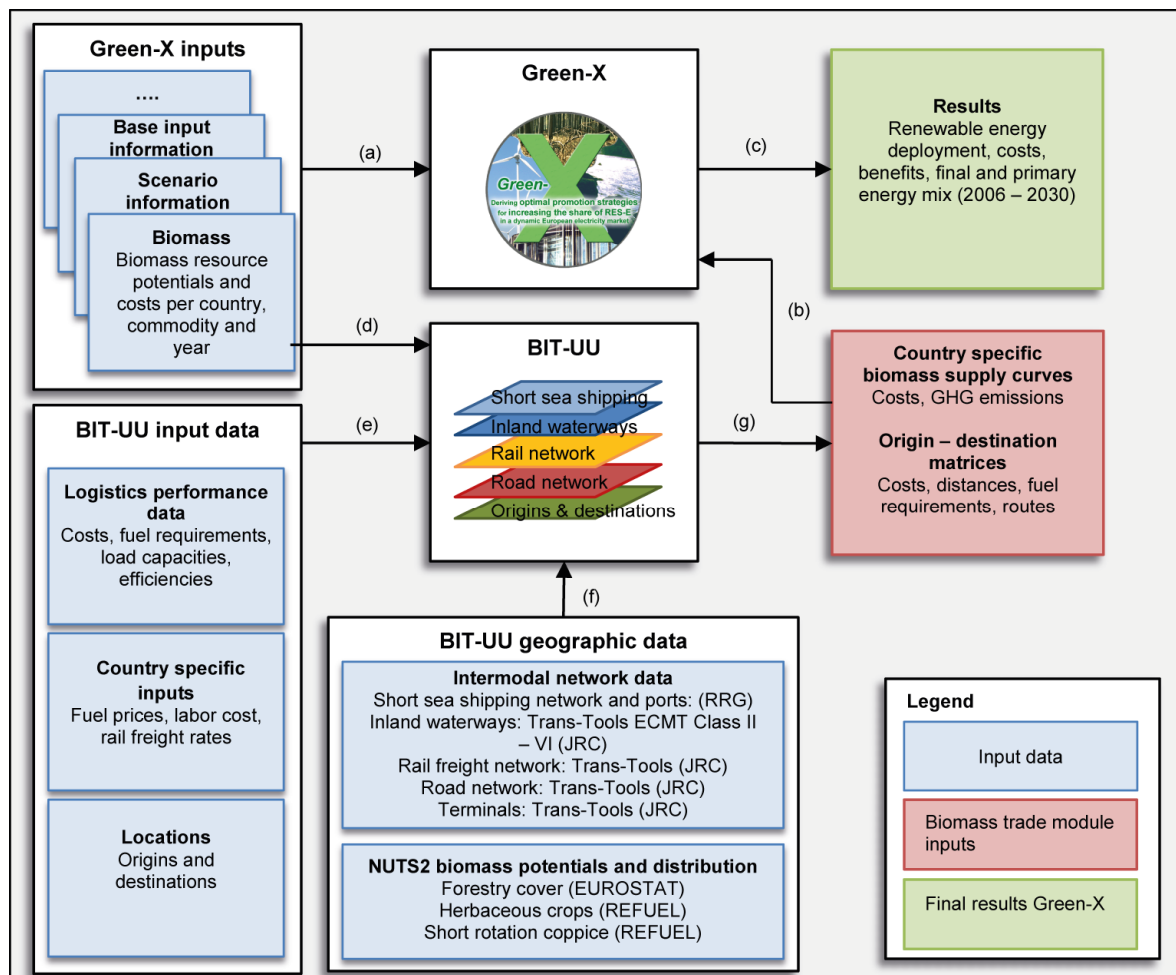 Green-X inputs
....
Base input
information
Scenario
information
Biomass
Biomass resource
potentials and
costs per country,
commodity and
year
(a)
Green-X
Green-
X
Deriving optimal promotion strategies
for increasing the share of RES-E
in a dynamic European electricity market
(c)
Results
Renewable energy
deployment, costs,
benefits, final and primary
energy mix (2006 – 2030)
(b)
(d)
BIT-UU
Short sea shipping
Inland waterways
Rail network
Road network
Origins & destinations
(e)
(g)
Country specific
biomass supply curves
Costs, GHG emissions
Origin – destination
matrices
Costs, distances, fuel
requirements, routes
BIT-UU input data
Logistics performance
data
Costs, fuel requirements,
load capacities,
efficiencies
Country specific
inputs
Fuel prices, labor cost,
rail freight rates
Locations
Origins and
destinations
(f)
BIT-UU geographic data
Intermodal network data
Short sea shipping network and ports: (RRG)
Inland waterways: Trans-Tools ECMT Class II
– VI (JRC)
Rail freight network: Trans-Tools (JRC)
Road network: Trans-Tools (JRC)
Terminals: Trans-Tools (JRC)
NUTS2 biomass potentials and distribution
Forestry cover (EUROSTAT)
Herbaceous crops (REFUEL)
Short rotation coppice (REFUEL)
Legend
Input data
Biomass trade module
inputs
Final results Green-X